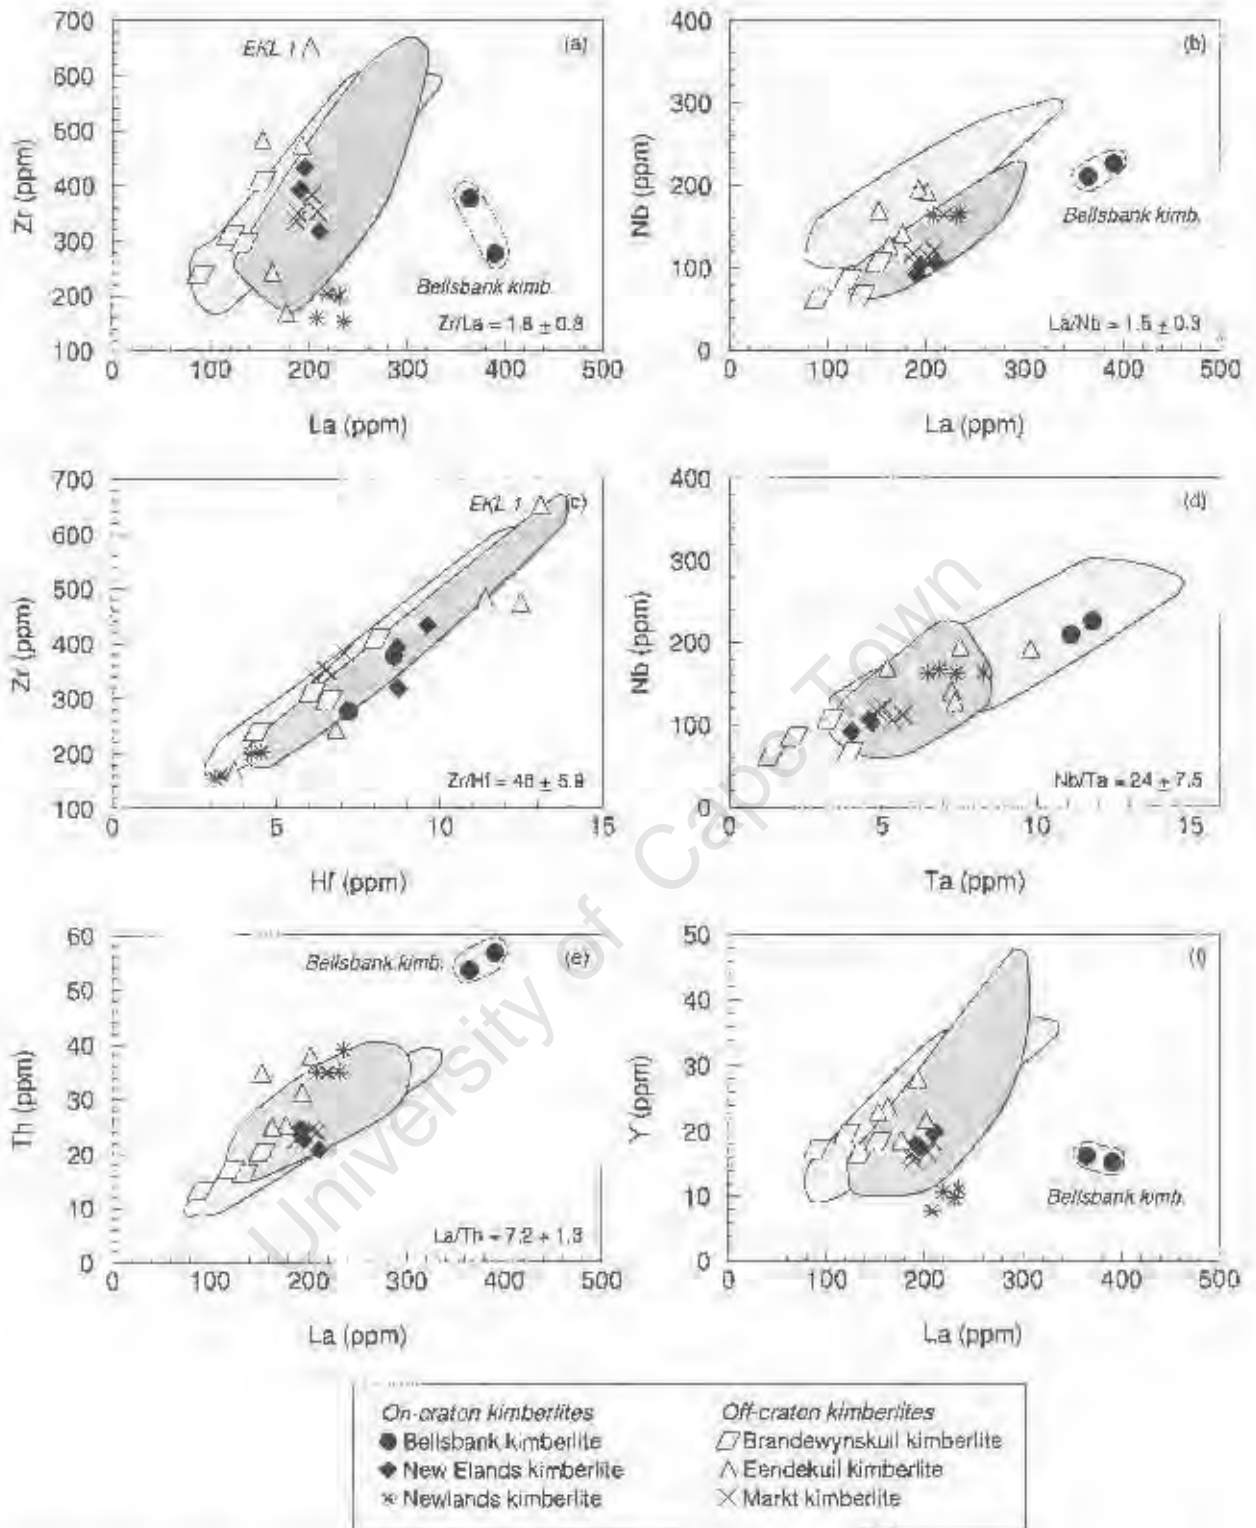 700
600
500
400
300
200
100
Zr (ppm)
EKL 1
(a)
Bellsbank kimb.
Zr/La = 1.8 ± 0.8
0 100 200 300 400 500
La (ppm)
400
300
200
100
0
Nb (ppm)
(b)
Bellsbank kimb.
La/Nb = 1.6 ± 0.3
0 100 200 300 400 500
La (ppm)
700
600
500
400
300
200
100
Zr (ppm)
EKL 1
(c)
Zr/Hf = 46 ± 5.9
0 5 10 15
Hf (ppm)
400
300
200
100
0
Nb (ppm)
(d)
Nb/Ta = 24 ± 7.5
0 5 10 15
Ta (ppm)
60
50
40
30
20
10
0
Th (ppm)
Bellsbank kimb.
(e)
La/Th = 7.2 ± 1.3
0 100 200 300 400 500
La (ppm)
50
40
30
20
10
0
Y (ppm)
(f)
Bellsbank kimb.
0 100 200 300 400 500
La (ppm)
On-craton kimberlites
Bellsbank kimberlite
New Elands kimberlite
Newlands kimberlite
Off-craton kimberlites
Brandewynskuil kimberlite
Eendekuil kimberlite
Markt kimberlite
University of Cape Town